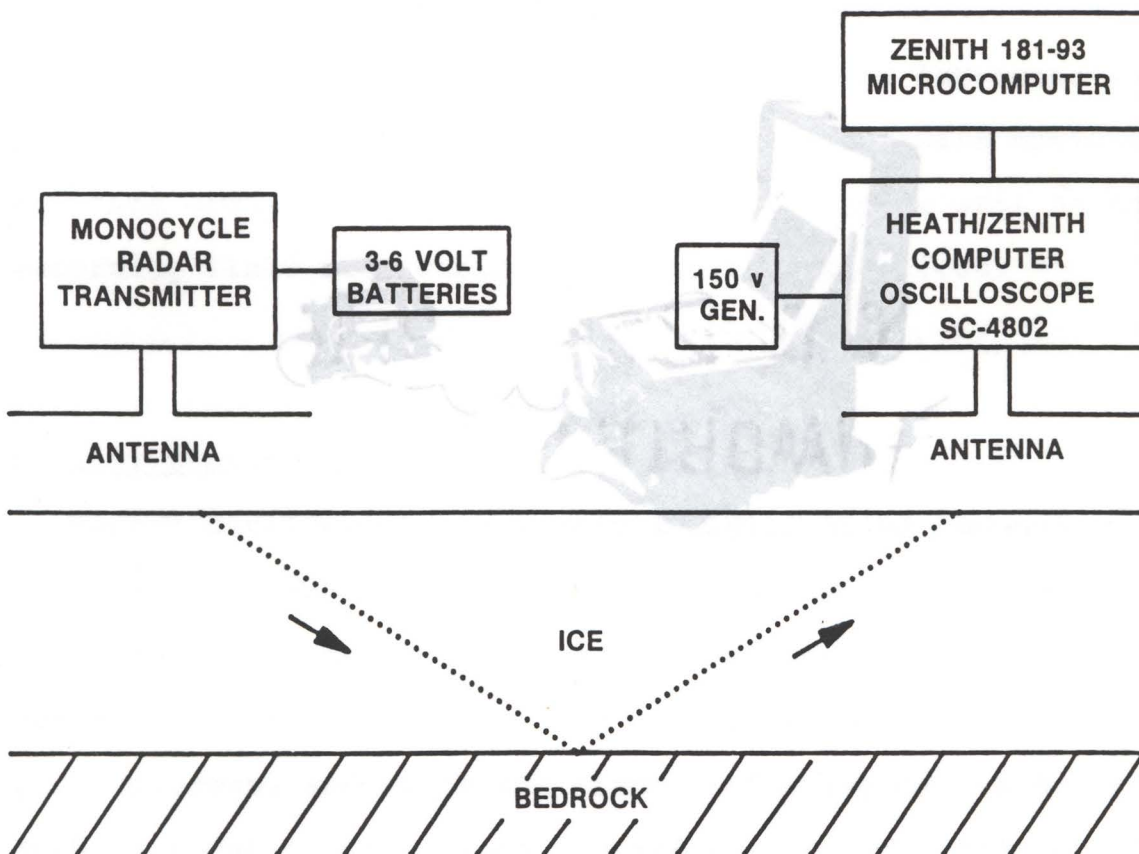 ZENITH 181-93
MICROCOMPUTER
MONOCYCLE
RADAR
TRANSMITTER
3-6 VOLT
BATTERIES
150 v
GEN.
HEATH/ZENITH
COMPUTER
OSCILLOSCOPE
SC-4802
ANTENNA
ANTENNA
ICE
BEDROCK